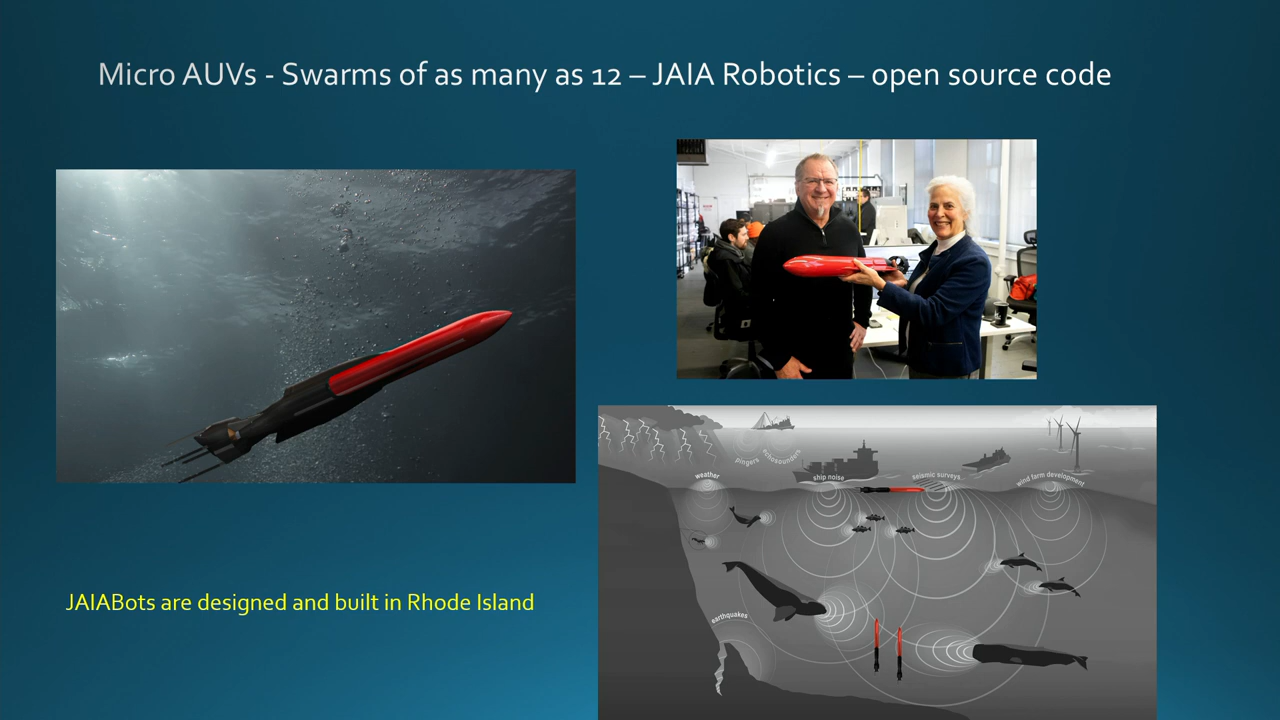 Micro AUVs - Swarms of as many as 12 – JAIA Robotics – open source code
pingers
echosounders
weather
ship noise
seismic surveys
wind farm development
JAIABots are designed and built in Rhode Island
earthquakes